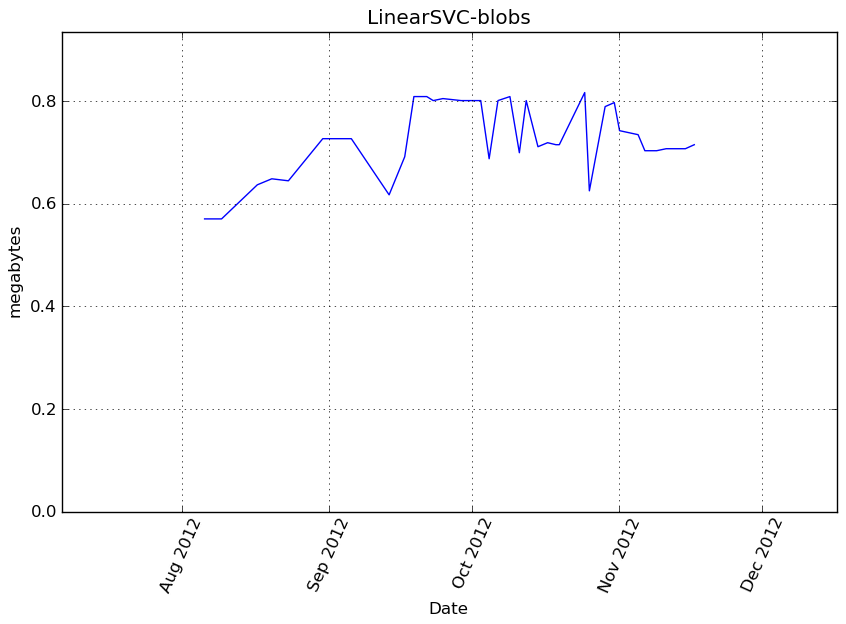 LinearSVC-blobs
megabytes
0.8
0.6
0.4
0.2
0.0
Aug 2012
Sep 2012
Oct 2012
Nov 2012
Dec 2012
Date